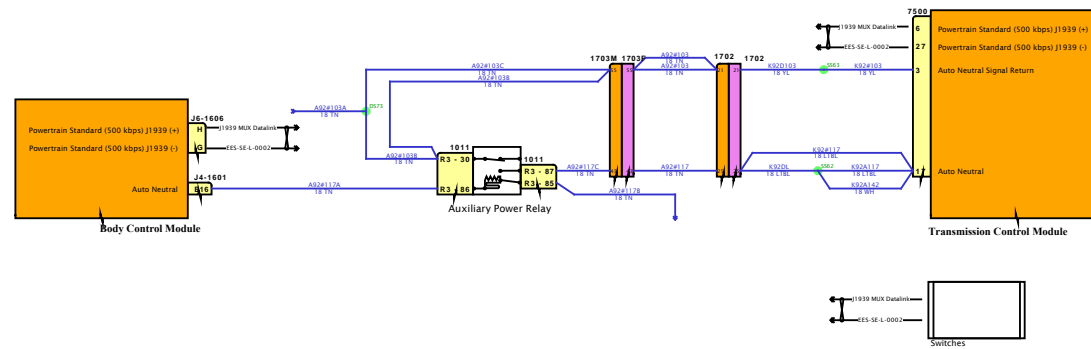 7500
J1939 MUX Datalink
6
Powertrain Standard (500 kbps) J1939 (+)
EES-SE-L-0002
27
Powertrain Standard (500 kbps) J1939 (-)
1703M
1702
1702
A92#103
18 TN
A92#103C
18 TN
A92#103
18 TN
K92D103
18 YL
SS63
K92#103
18 YL
3
Auto Neutral Signal Return
A92#103B
18 TN
A92#103A
18 TN
J6-1606
Powertrain Standard (500 kbps) J1939 (+)
H
J1939 MUX Datalink
Powertrain Standard (500 kbps) J1939 (-)
G
EES-SE-L-0002
1011
A92#103B
18 TN
R3 - 30
1011
K92#117
18 LTBL
R3 - 87
A92#117C
18 TN
A92#117
18 TN
K92DL
18 LTBL
SS62
K92A117
18 LTBL
17
Auto Neutral
J4-1601
Auto Neutral
A92#117A
18 TN
R3 - 86
R3 - 85
A92#117B
18 TN
K92A142
18 WH
Auxiliary Power Relay
Body Control Module
Transmission Control Module
J1939 MUX Datalink
EES-SE-L-0002
Switches